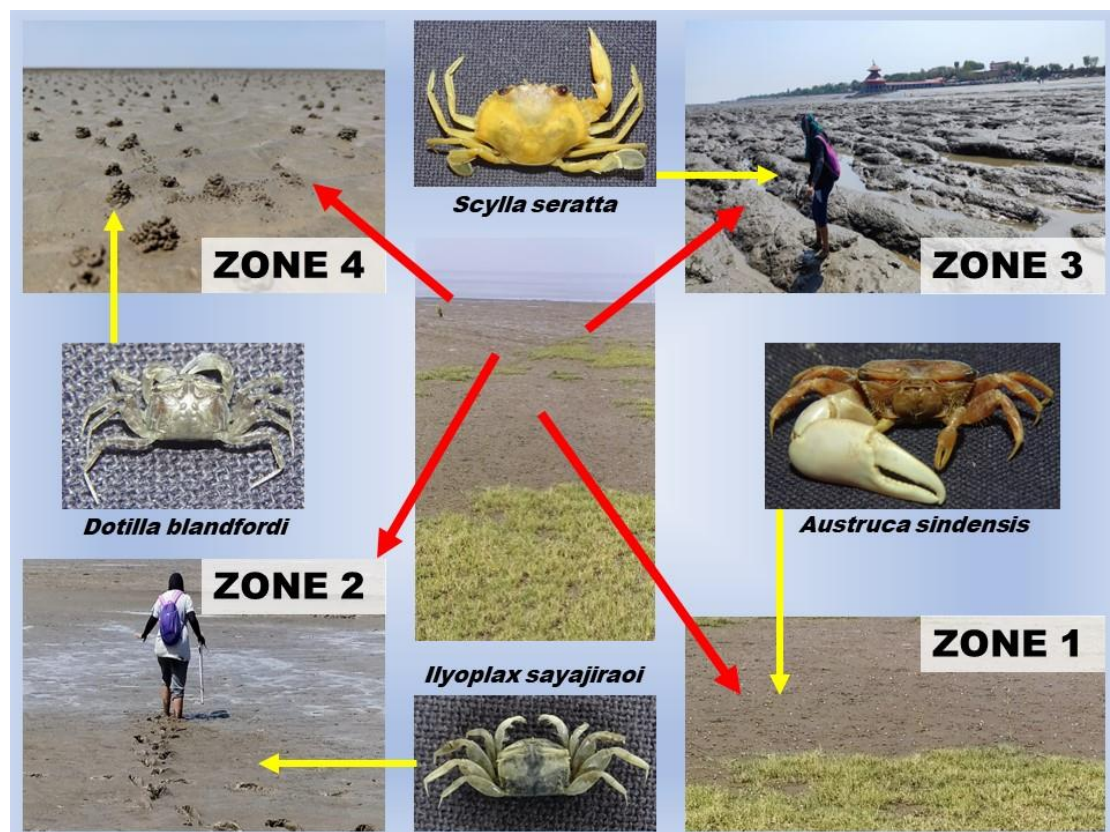 Scylla seratta
ZONE 4
ZONE 3
Dotilla blandfordi
Austruca sindensis
ZONE 2
ZONE 1
Ilyoplax sayajiraoi